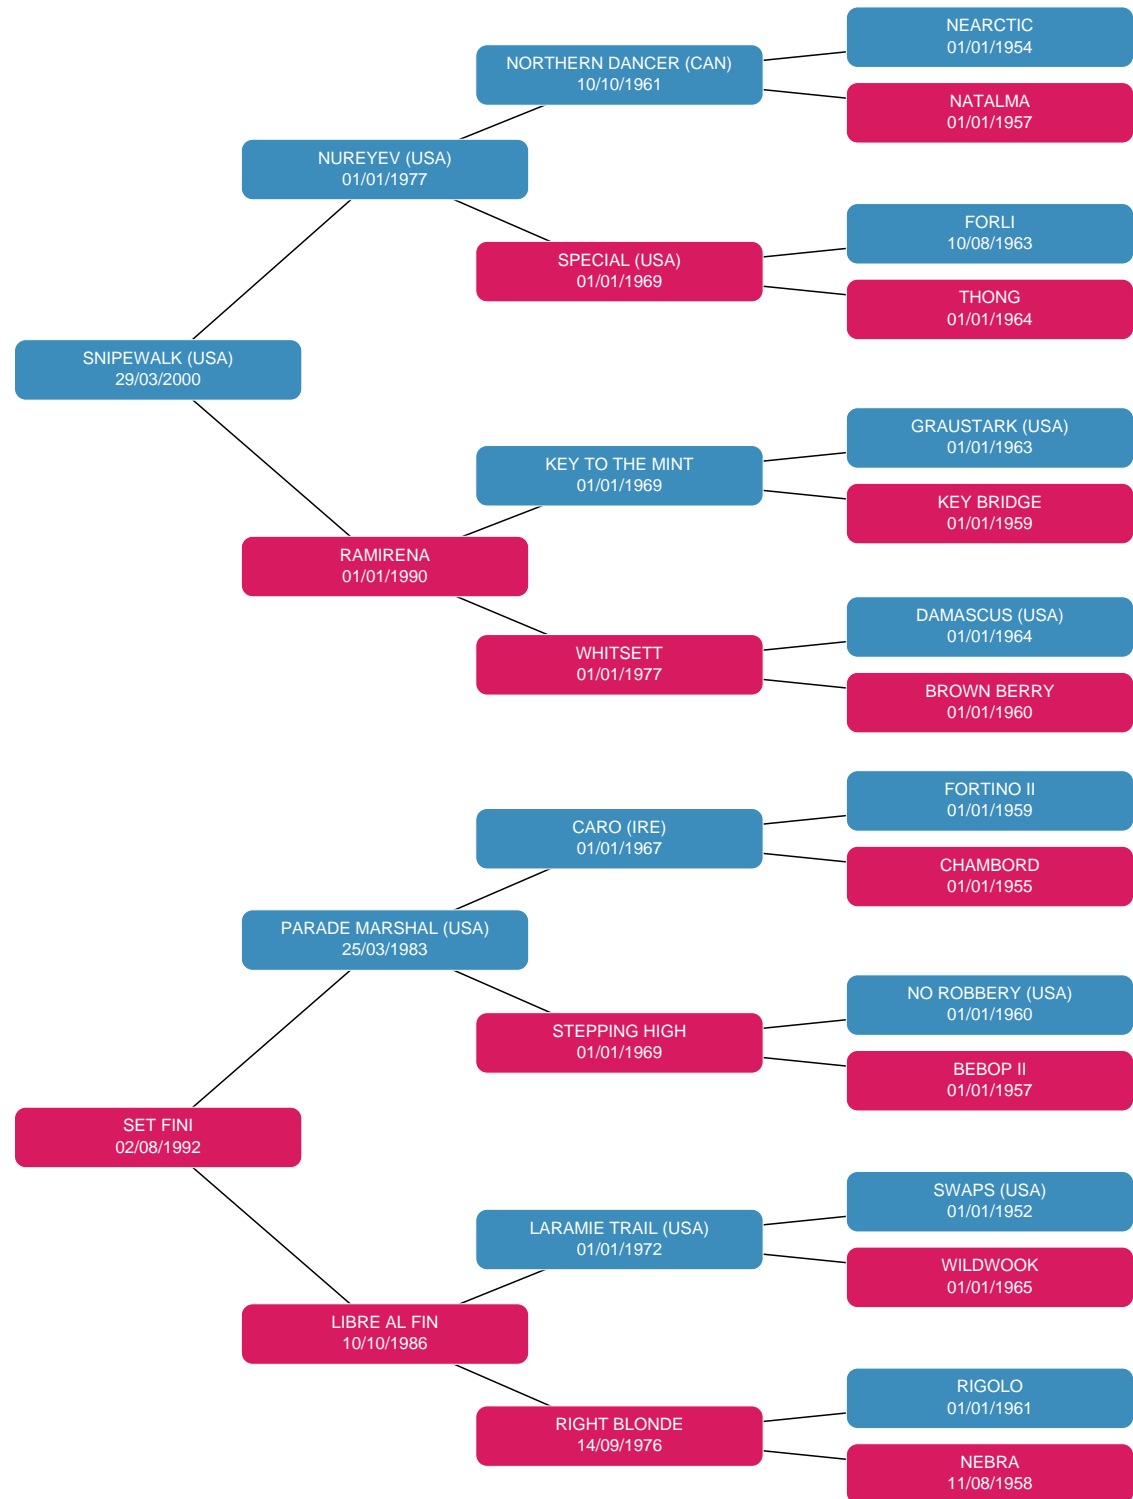 NEARCTIC
01/01/1954
NORTHERN DANCER (CAN)
10/10/1961
NATALMA
01/01/1957
NUREYEV (USA)
01/01/1977
FORLI
10/08/1963
SPECIAL (USA)
01/01/1969
THONG
01/01/1964
SNIPEWALK (USA)
29/03/2000
GRAUSTARK (USA)
01/01/1963
KEY TO THE MINT
01/01/1969
KEY BRIDGE
01/01/1959
RAMIRENA
01/01/1990
DAMASCUS (USA)
01/01/1964
WHITSETT
01/01/1977
BROWN BERRY
01/01/1960
FORTINO II
01/01/1959
CARO (IRE)
01/01/1967
CHAMBORD
01/01/1955
PARADE MARSHAL (USA)
25/03/1983
NO ROBBERY (USA)
01/01/1960
STEPPING HIGH
01/01/1969
BEBOP II
01/01/1957
SET FINI
02/08/1992
SWAPS (USA)
01/01/1952
LARAMIE TRAIL (USA)
01/01/1972
WILDWOOK
01/01/1965
LIBRE AL FIN
10/10/1986
RIGOLO
01/01/1961
RIGHT BLONDE
14/09/1976
NEBRA
11/08/1958